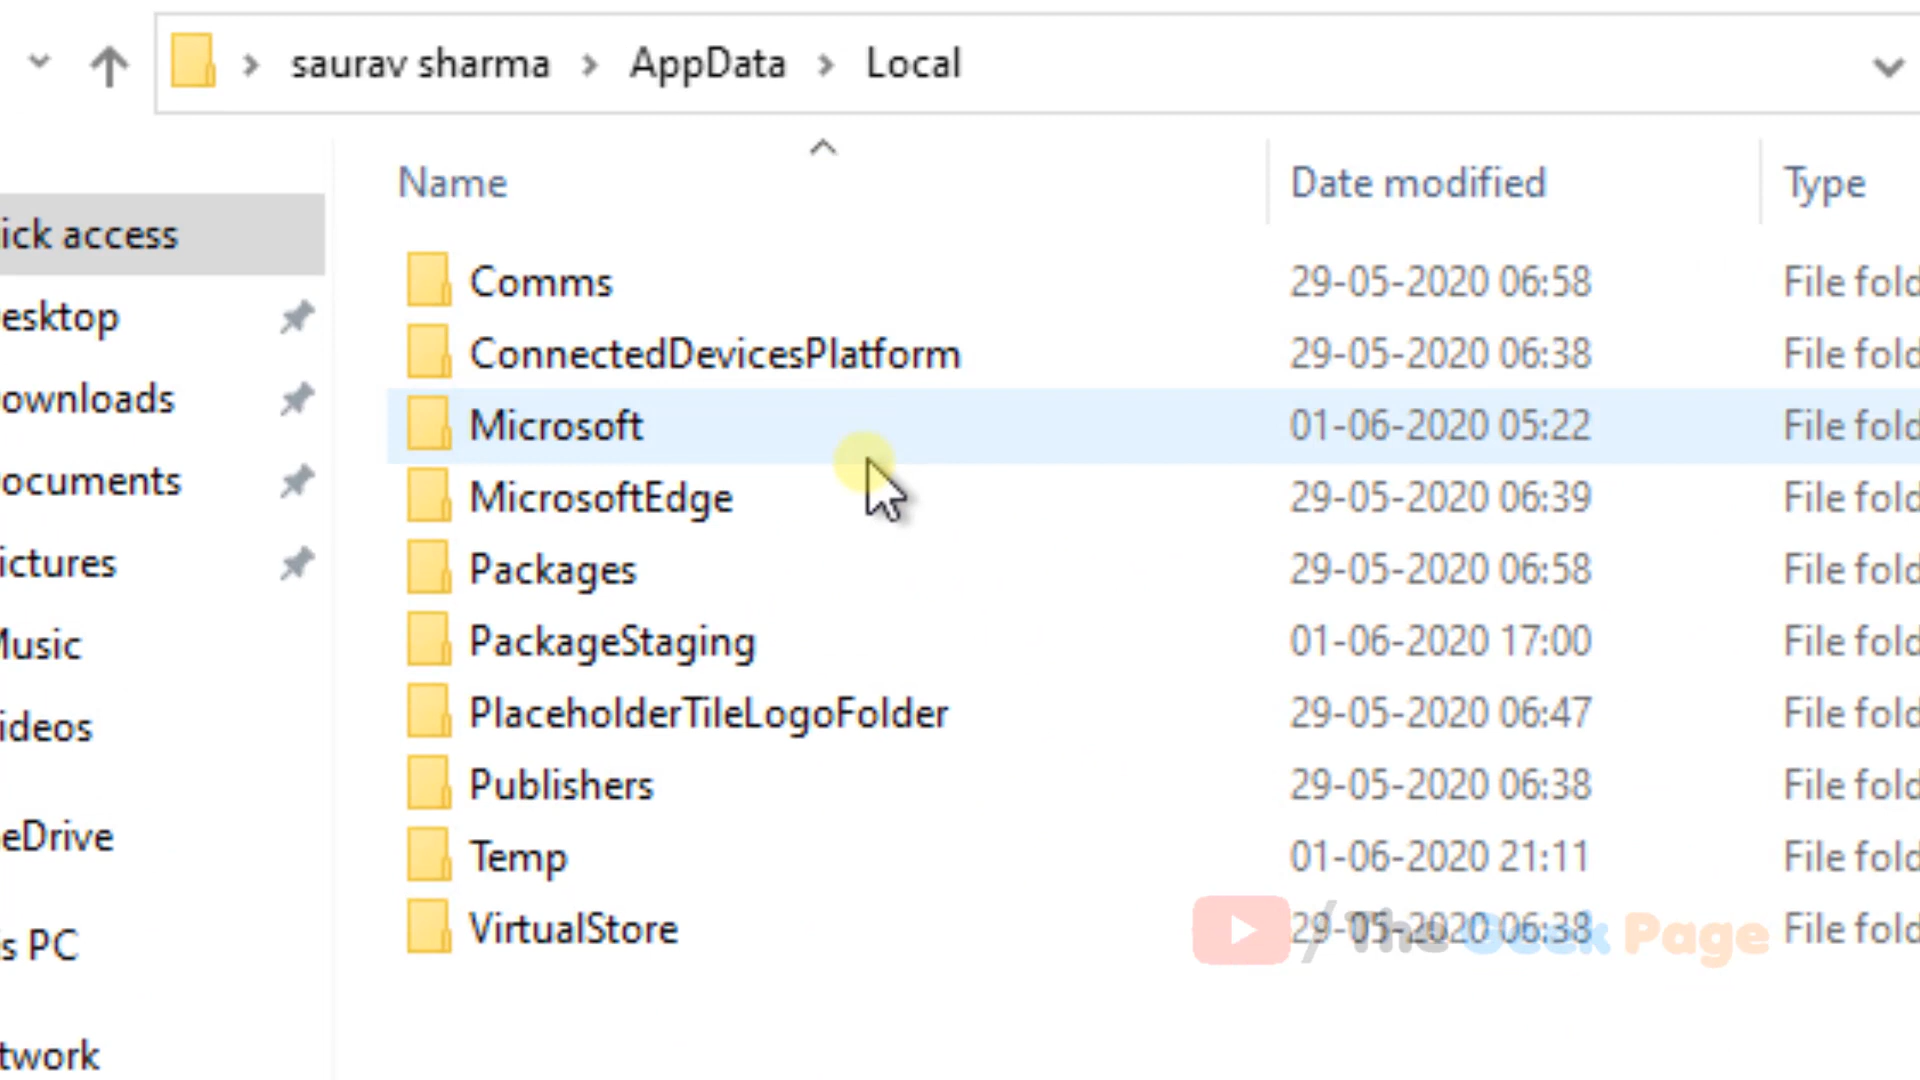 saurav sharma > AppData > Local
Name Date modified Type
ick access
esktop
ownloads
ocuments
ictures
Music
ideos
eDrive
is PC
twork
Comms 29-05-2020 06:58 File fold
ConnectedDevicesPlatform 29-05-2020 06:38 File fold
Microsoft 01-06-2020 05:22 File fold
MicrosoftEdge 29-05-2020 06:39 File fold
Packages 29-05-2020 06:58 File fold
PackageStaging 01-06-2020 17:00 File fold
PlaceholderTileLogoFolder 29-05-2020 06:47 File fold
Publishers 29-05-2020 06:38 File fold
Temp 01-06-2020 21:11 File fold
VirtualStore 29-05-2020 06:38 File fold
/ The Geek Page